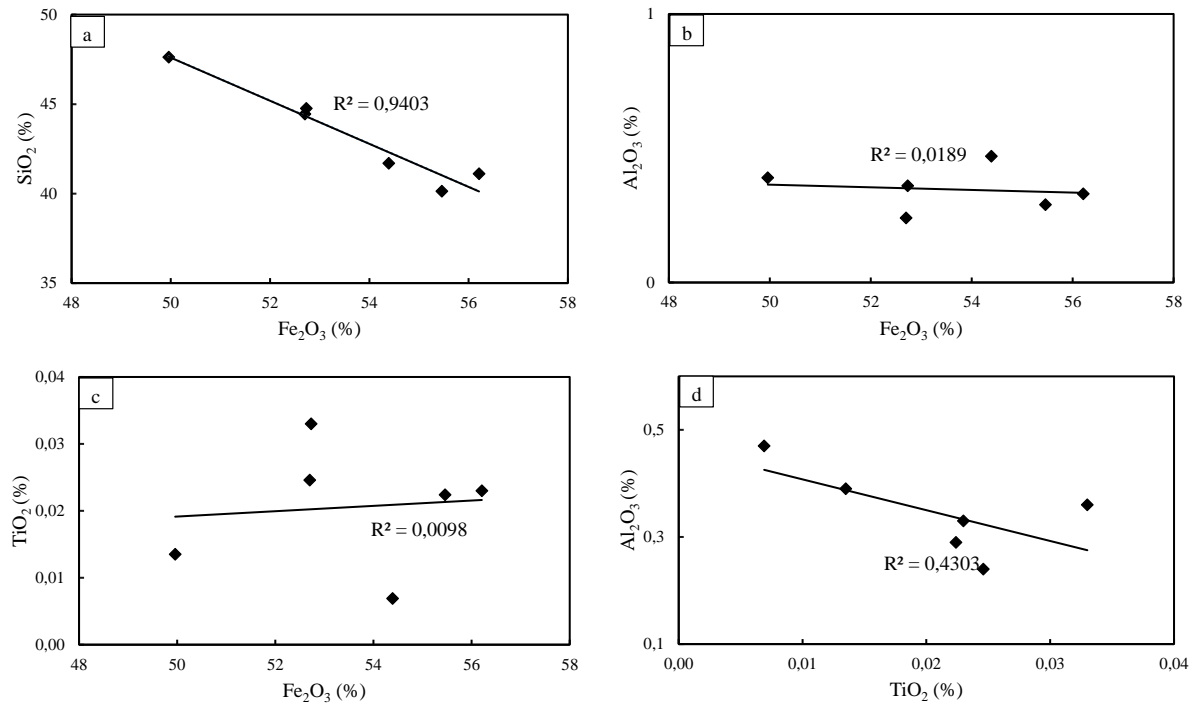 a
50
45
40
35
SiO₂ (%)
R² = 0,9403
48 50 52 54 56 58
Fe₂O₃ (%)
b
1
0
Al₂O₃ (%)
R² = 0,0189
48 50 52 54 56 58
Fe₂O₃ (%)
c
0,04
0,03
0,02
0,01
0,00
TiO₂ (%)
R² = 0,0098
48 50 52 54 56 58
Fe₂O₃ (%)
d
0,5
0,3
0,1
Al₂O₃ (%)
R² = 0,4303
0,00 0,01 0,02 0,03 0,04
TiO₂ (%)